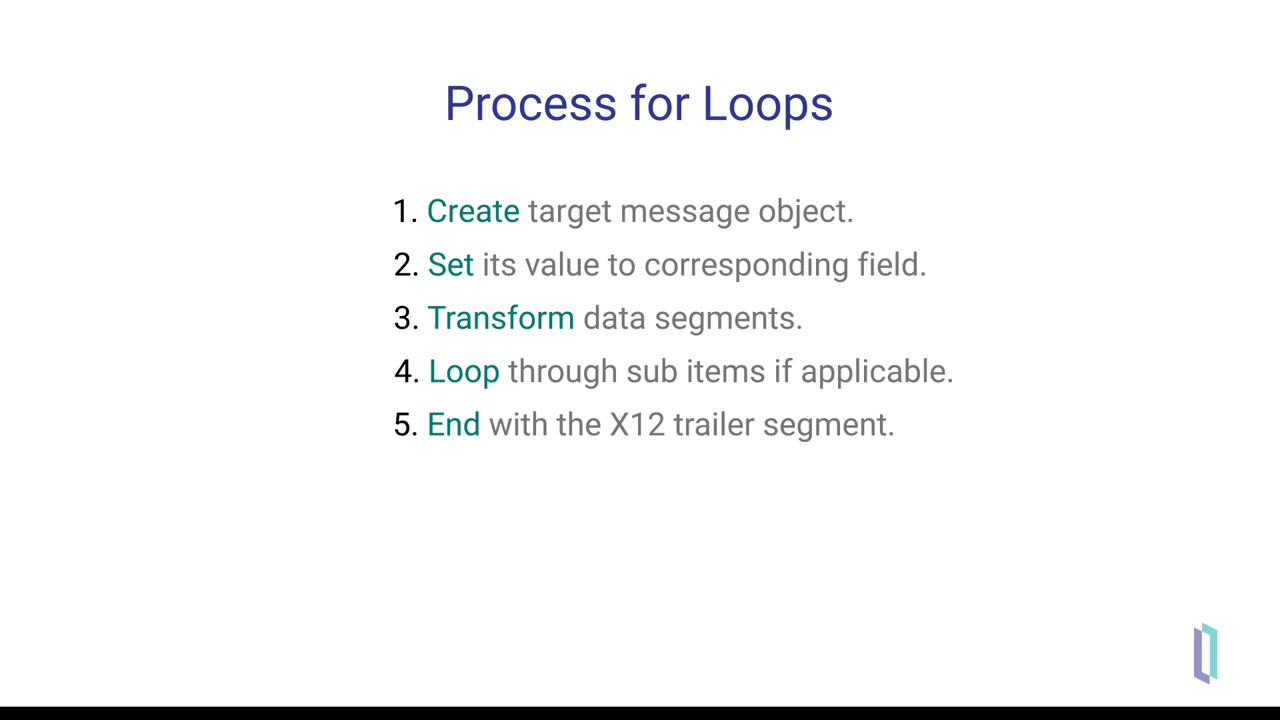 Process for Loops
1. Create target message object.
2. Set its value to corresponding field.
3. Transform data segments.
4. Loop through sub items if applicable.
5. End with the X12 trailer segment.